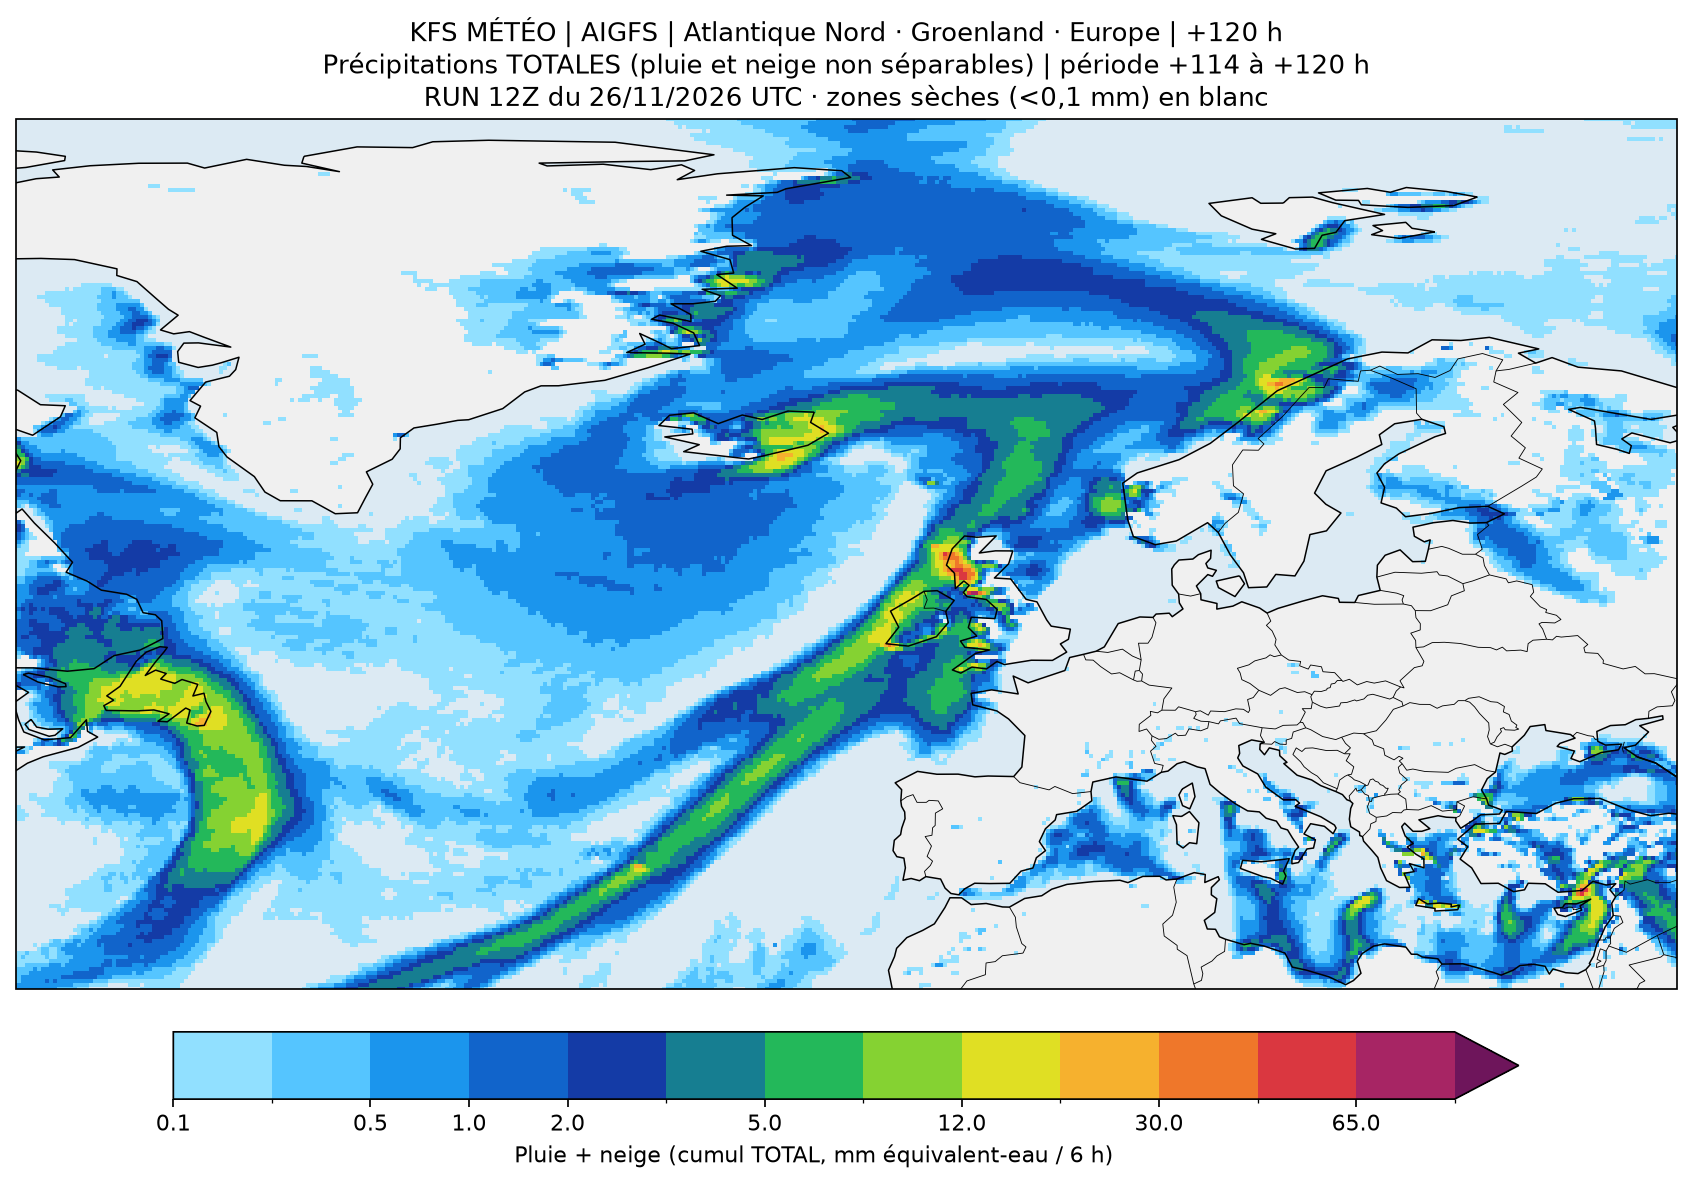 KFS MÉTÉO | AIGFS | Atlantique Nord · Groenland · Europe | +120 h
Précipitations TOTALES (pluie et neige non séparables) | période +114 à +120 h
RUN 12Z du 26/11/2026 UTC · zones sèches (<0,1 mm) en blanc
0.1 0.5 1.0 2.0 5.0 12.0 30.0 65.0
Pluie + neige (cumul TOTAL, mm équivalent-eau / 6 h)